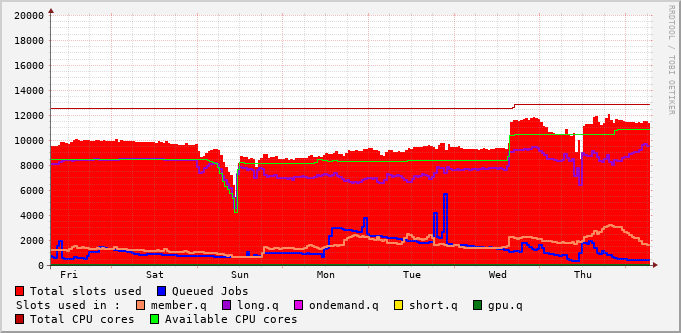 20000
18000
16000
14000
12000
10000
8000
6000
4000
2000
0
Fri Sat Sun Mon Tue Wed Thu
RRDTOOL / TOBI OETIKER
Total slots used Queued Jobs
Slots used in : member.q long.q ondemand.q short.q gpu.q
Total CPU cores Available CPU cores